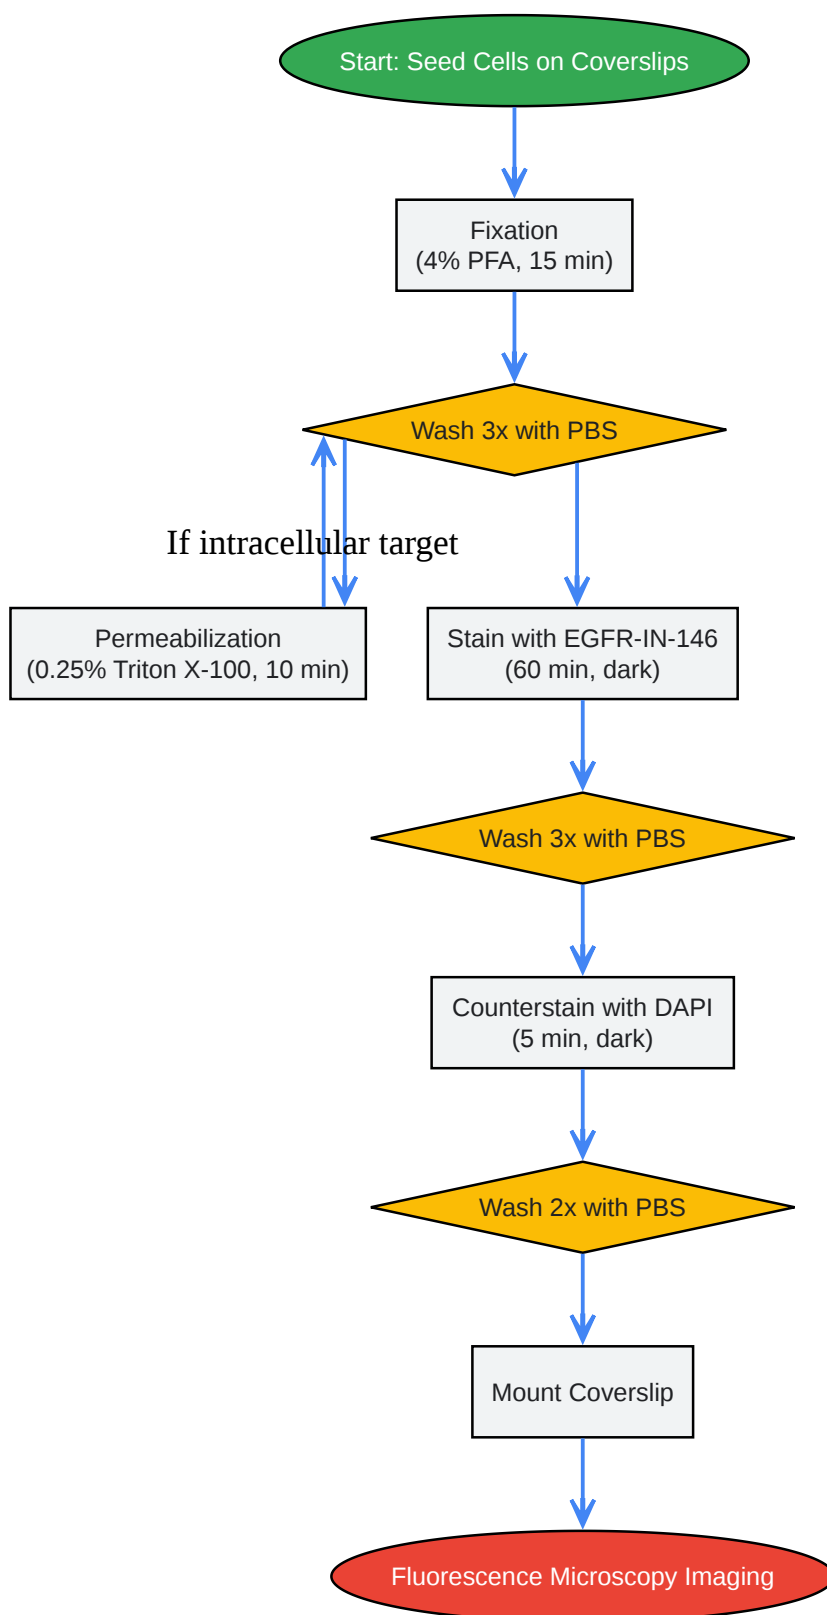 Start: Seed Cells on Coverslips
Fixation
(4% PFA, 15 min)
Wash 3x with PBS
If intracellular target
Permeabilization
(0.25% Triton X-100, 10 min)
Stain with EGFR-IN-146
(60 min, dark)
Wash 3x with PBS
Counterstain with DAPI
(5 min, dark)
Wash 2x with PBS
Mount Coverslip
Fluorescence Microscopy Imaging